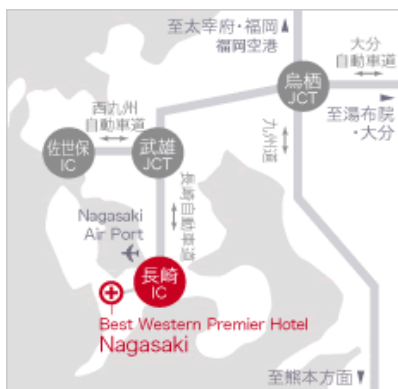 至太宰府・福岡
福岡空港
大分
自動車道
鳥栖
JCT
至湯布院
・大分
西九州
自動車道
佐世保
IC
武雄
JCT
九州道
長崎自動車道
Nagasaki
Air Port
長崎
IC
Best Western Premier Hotel
Nagasaki
至熊本方面